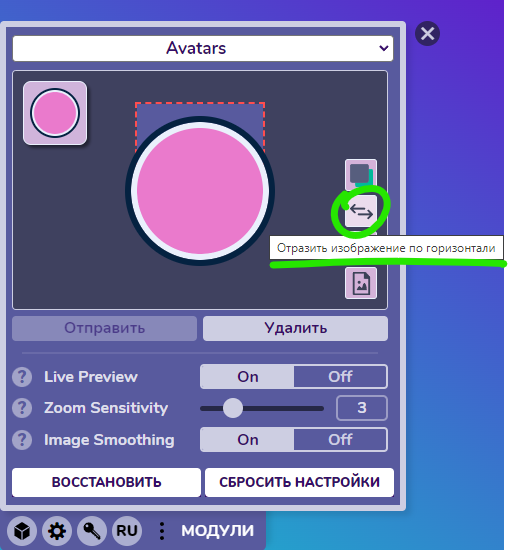 Avatars
Отразить изображение по горизонтали
Отправить
Удалить
? Live Preview On Off
? Zoom Sensitivity 3
? Image Smoothing On Off
ВОССТАНОВИТЬ
СБРОСИТЬ НАСТРОЙКИ
RU
МОДУЛИ